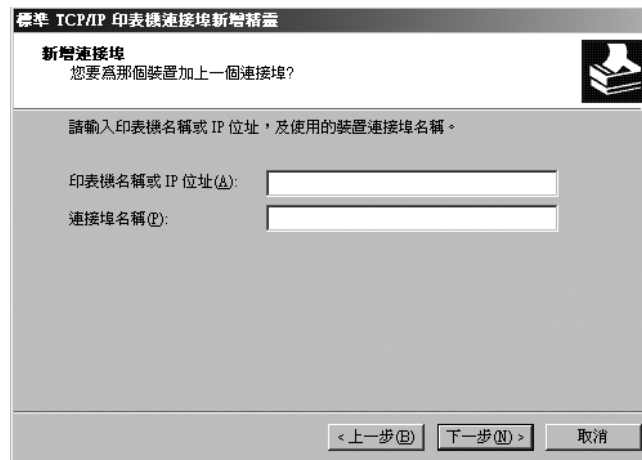 標準 TCP/IP 印表機連接埠新增精靈
新增連接埠
您要為那個裝置加上一個連接埠?
請輸入印表機名稱或 IP 位址，及使用的裝置連接埠名稱。
印表機名稱或 IP 位址(A):
連接埠名稱(P):
< 上一步(B) 下一步(N) > 取消